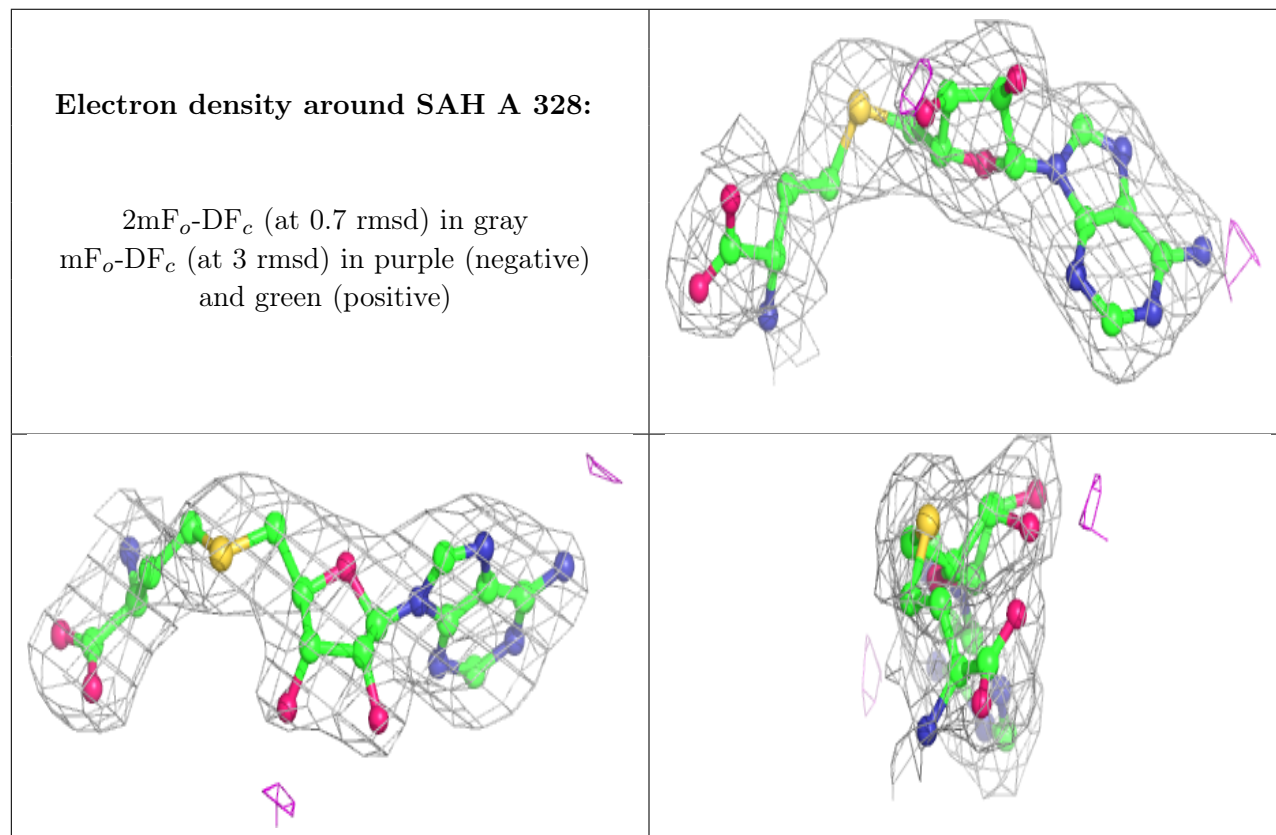 Electron density around SAH A 328:
2mFₒ-DF𝒸 (at 0.7 rmsd) in gray
mFₒ-DF𝒸 (at 3 rmsd) in purple (negative)
and green (positive)